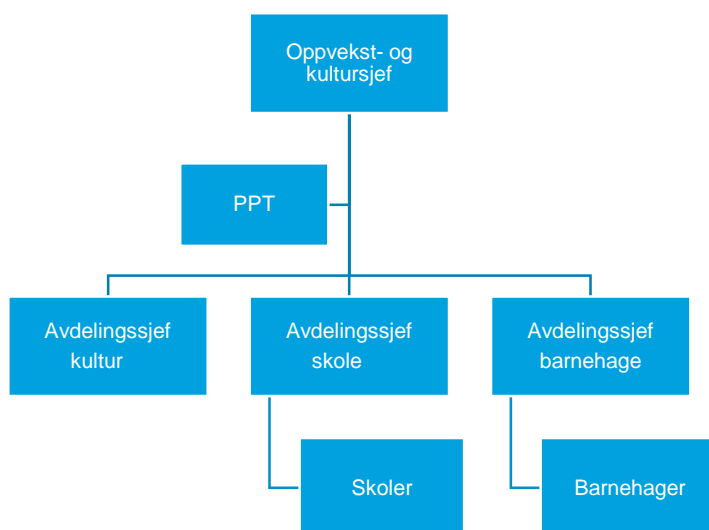 Oppvekst- og
kultursjef
PPT
Avdelingssjef
kultur
Avdelingssjef
skole
Avdelingssjef
barnehage
Skoler
Barnehager